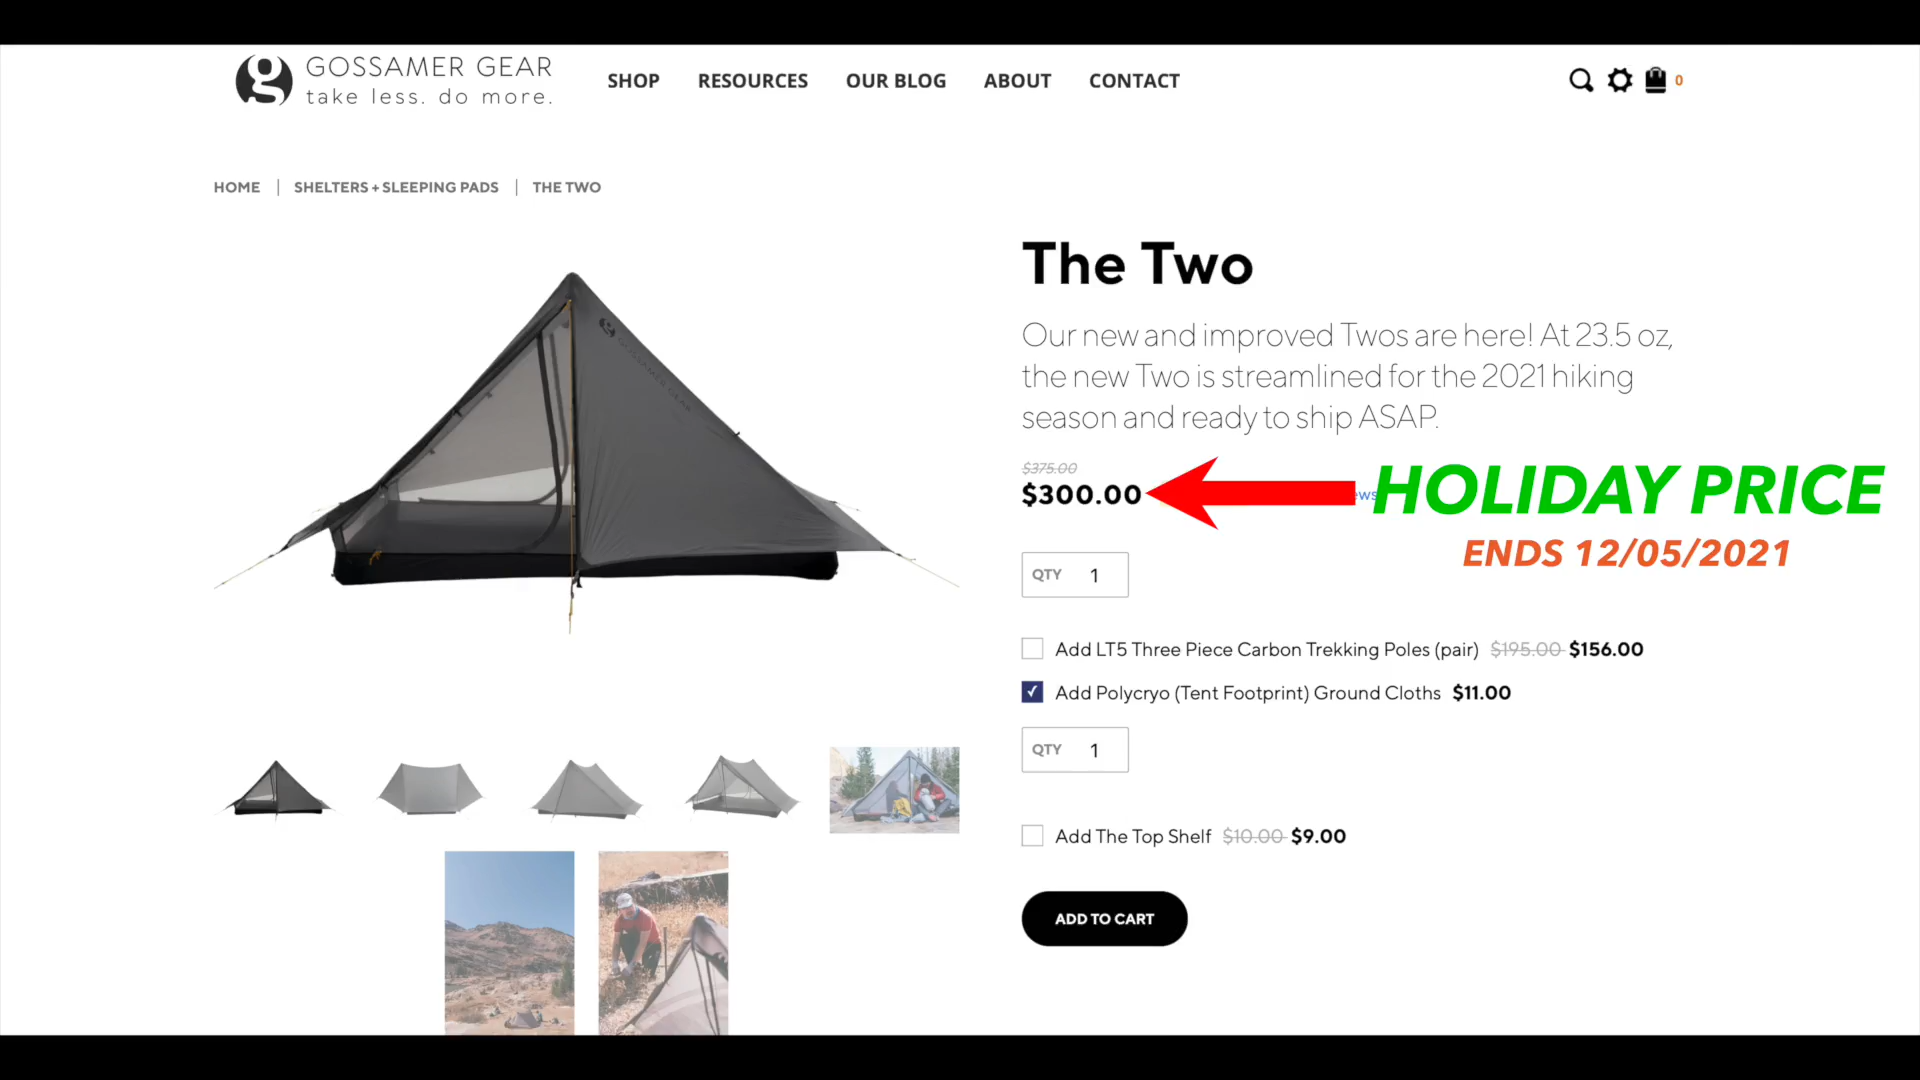 GOSSAMER GEAR
take less. do more.
SHOP RESOURCES OUR BLOG ABOUT CONTACT
0
HOME | SHELTERS + SLEEPING PADS | THE TWO
The Two
Our new and improved Twos are here! At 23.5 oz,
the new Two is streamlined for the 2021 hiking
season and ready to ship ASAP.
$375.00
$300.00
HOLIDAY PRICE
ENDS 12/05/2021
QTY 1
Add LT5 Three Piece Carbon Trekking Poles (pair) $195.00 $156.00
Add Polycryo (Tent Footprint) Ground Cloths $11.00
QTY 1
Add The Top Shelf $10.00 $9.00
ADD TO CART
GOSSAMER GEAR